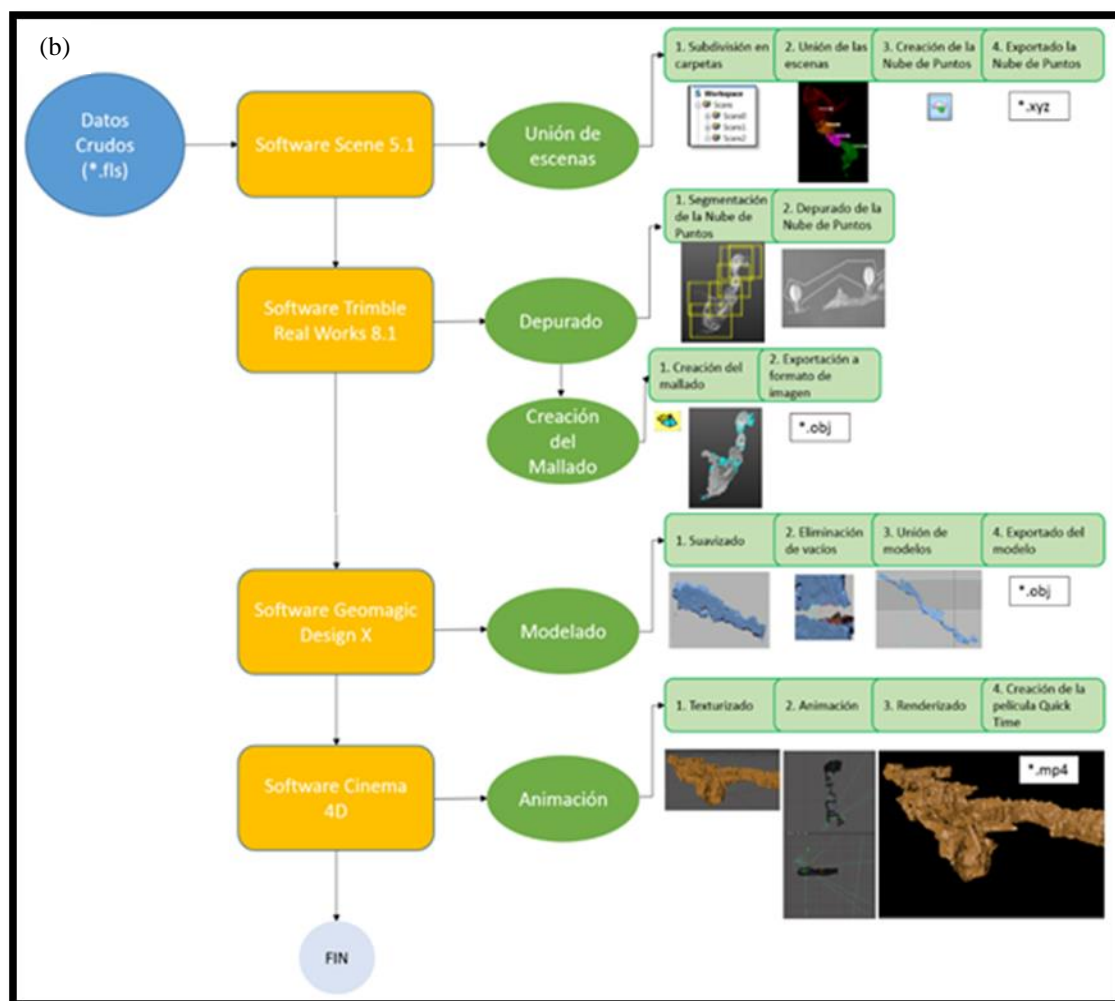 (b)
Datos
Crudos
(*.fls)
Software Scene 5.1
Unión de
escenas
1. Subdivisión en
carpetas
2. Unión de las
escenas
3. Creación de la
Nube de Puntos
4. Exportado la
Nube de Puntos
Workspace
*.xyz
Software Trimble
Real Works 8.1
Depurado
1. Segmentación
de la Nube de
Puntos
2. Depurado de la
Nube de Puntos
Creación
del
Mallado
1. Creación del
mallado
2. Exportación a
formato de
imagen
*.obj
Software Geomagic
Design X
Modelado
1. Suavizado
2. Eliminación
de vacíos
3. Unión de
modelos
4. Exportado del
modelo
*.obj
Software Cinema
4D
Animación
1. Texturizado
2. Animación
3. Renderizado
4. Creación de la
película Quick
Time
*.mp4
FIN